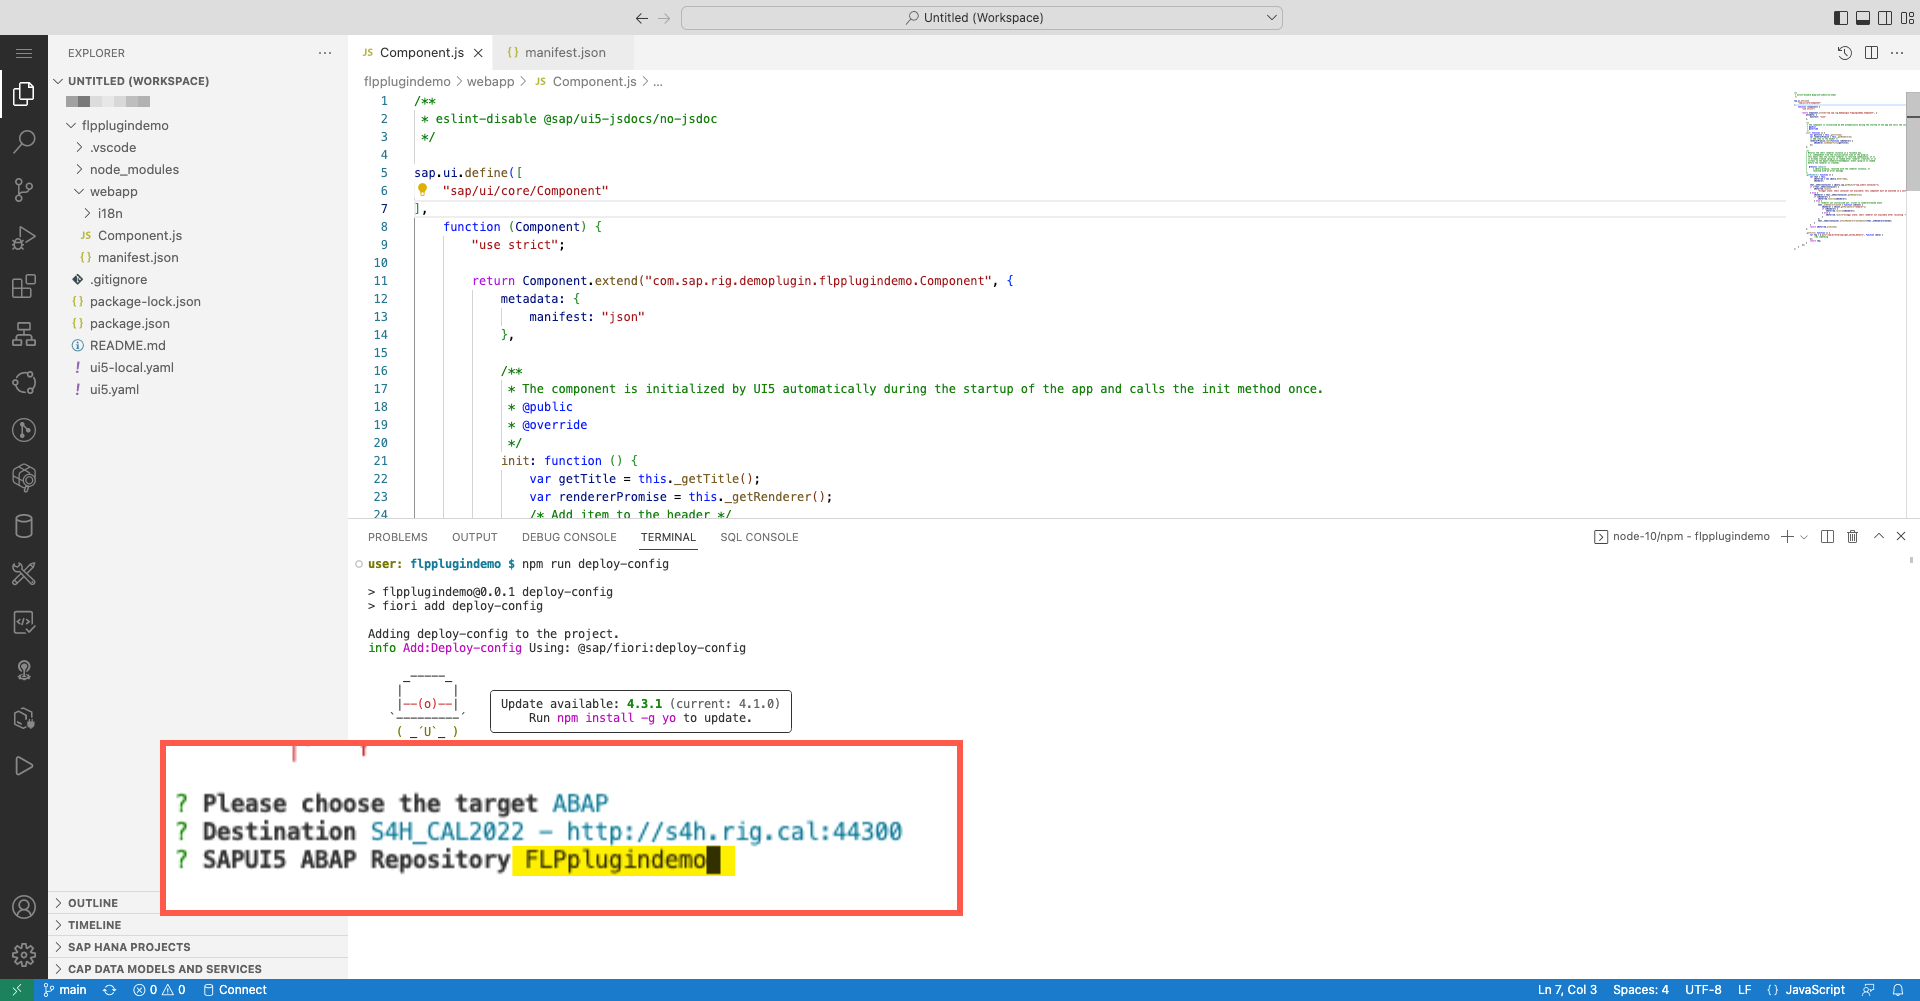 Untitled (Workspace)
EXPLORER
UNTITLED (WORKSPACE)
flpplugindemo
.vscode
node_modules
webapp
i18n
JS Component.js
{} manifest.json
.gitignore
{} package-lock.json
{} package.json
README.md
! ui5-local.yaml
! ui5.yaml
OUTLINE
TIMELINE
SAP HANA PROJECTS
CAP DATA MODELS AND SERVICES
JS Component.js
{} manifest.json
flpplugindemo > webapp > JS Component.js > ...
1 /**
2 * eslint-disable @sap/ui5-jsdocs/no-jsdoc
3 */
4
5 sap.ui.define([
6 "sap/ui/core/Component"
7 ],
8 function (Component) {
9 "use strict";
10
11 return Component.extend("com.sap.rig.demoplugin.flpplugindemo.Component", {
12 metadata: {
13 manifest: "json"
14 },
15
16 /**
17 * The component is initialized by UI5 automatically during the startup of the app and calls the init method once.
18 * @public
19 * @override
20 */
21 init: function () {
22 var getTitle = this._getTitle();
23 var rendererPromise = this._getRenderer();
24 /* Add item to the header */
PROBLEMS OUTPUT DEBUG CONSOLE TERMINAL SQL CONSOLE
node-10/npm - flpplugindemo
user: flpplugindemo $ npm run deploy-config
> flpplugindemo@0.0.1 deploy-config
> fiori add deploy-config
Adding deploy-config to the project.
info Add:Deploy-config Using: @sap/fiori:deploy-config
_-----_
| |
|--(o)--|
`---------´
( _´U`_ )
Update available: 4.3.1 (current: 4.1.0)
Run npm install -g yo to update.
? Please choose the target ABAP
? Destination S4H_CAL2022 - http://s4h.rig.cal:44300
? SAPUI5 ABAP Repository FLPplugindemo
main 0 0 Connect
Ln 7, Col 3 Spaces: 4 UTF-8 LF {} JavaScript